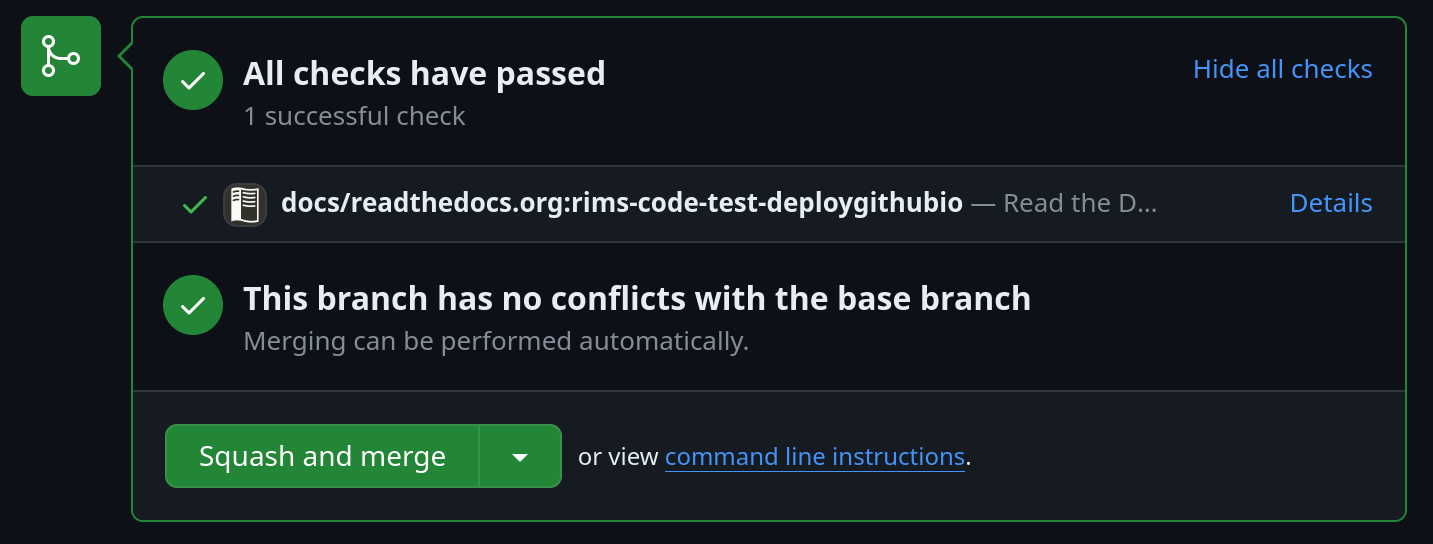 All checks have passed
Hide all checks
1 successful check
docs/readthedocs.org:rims-code-test-deploygithubio — Read the D...
Details
This branch has no conflicts with the base branch
Merging can be performed automatically.
Squash and merge
or view command line instructions.